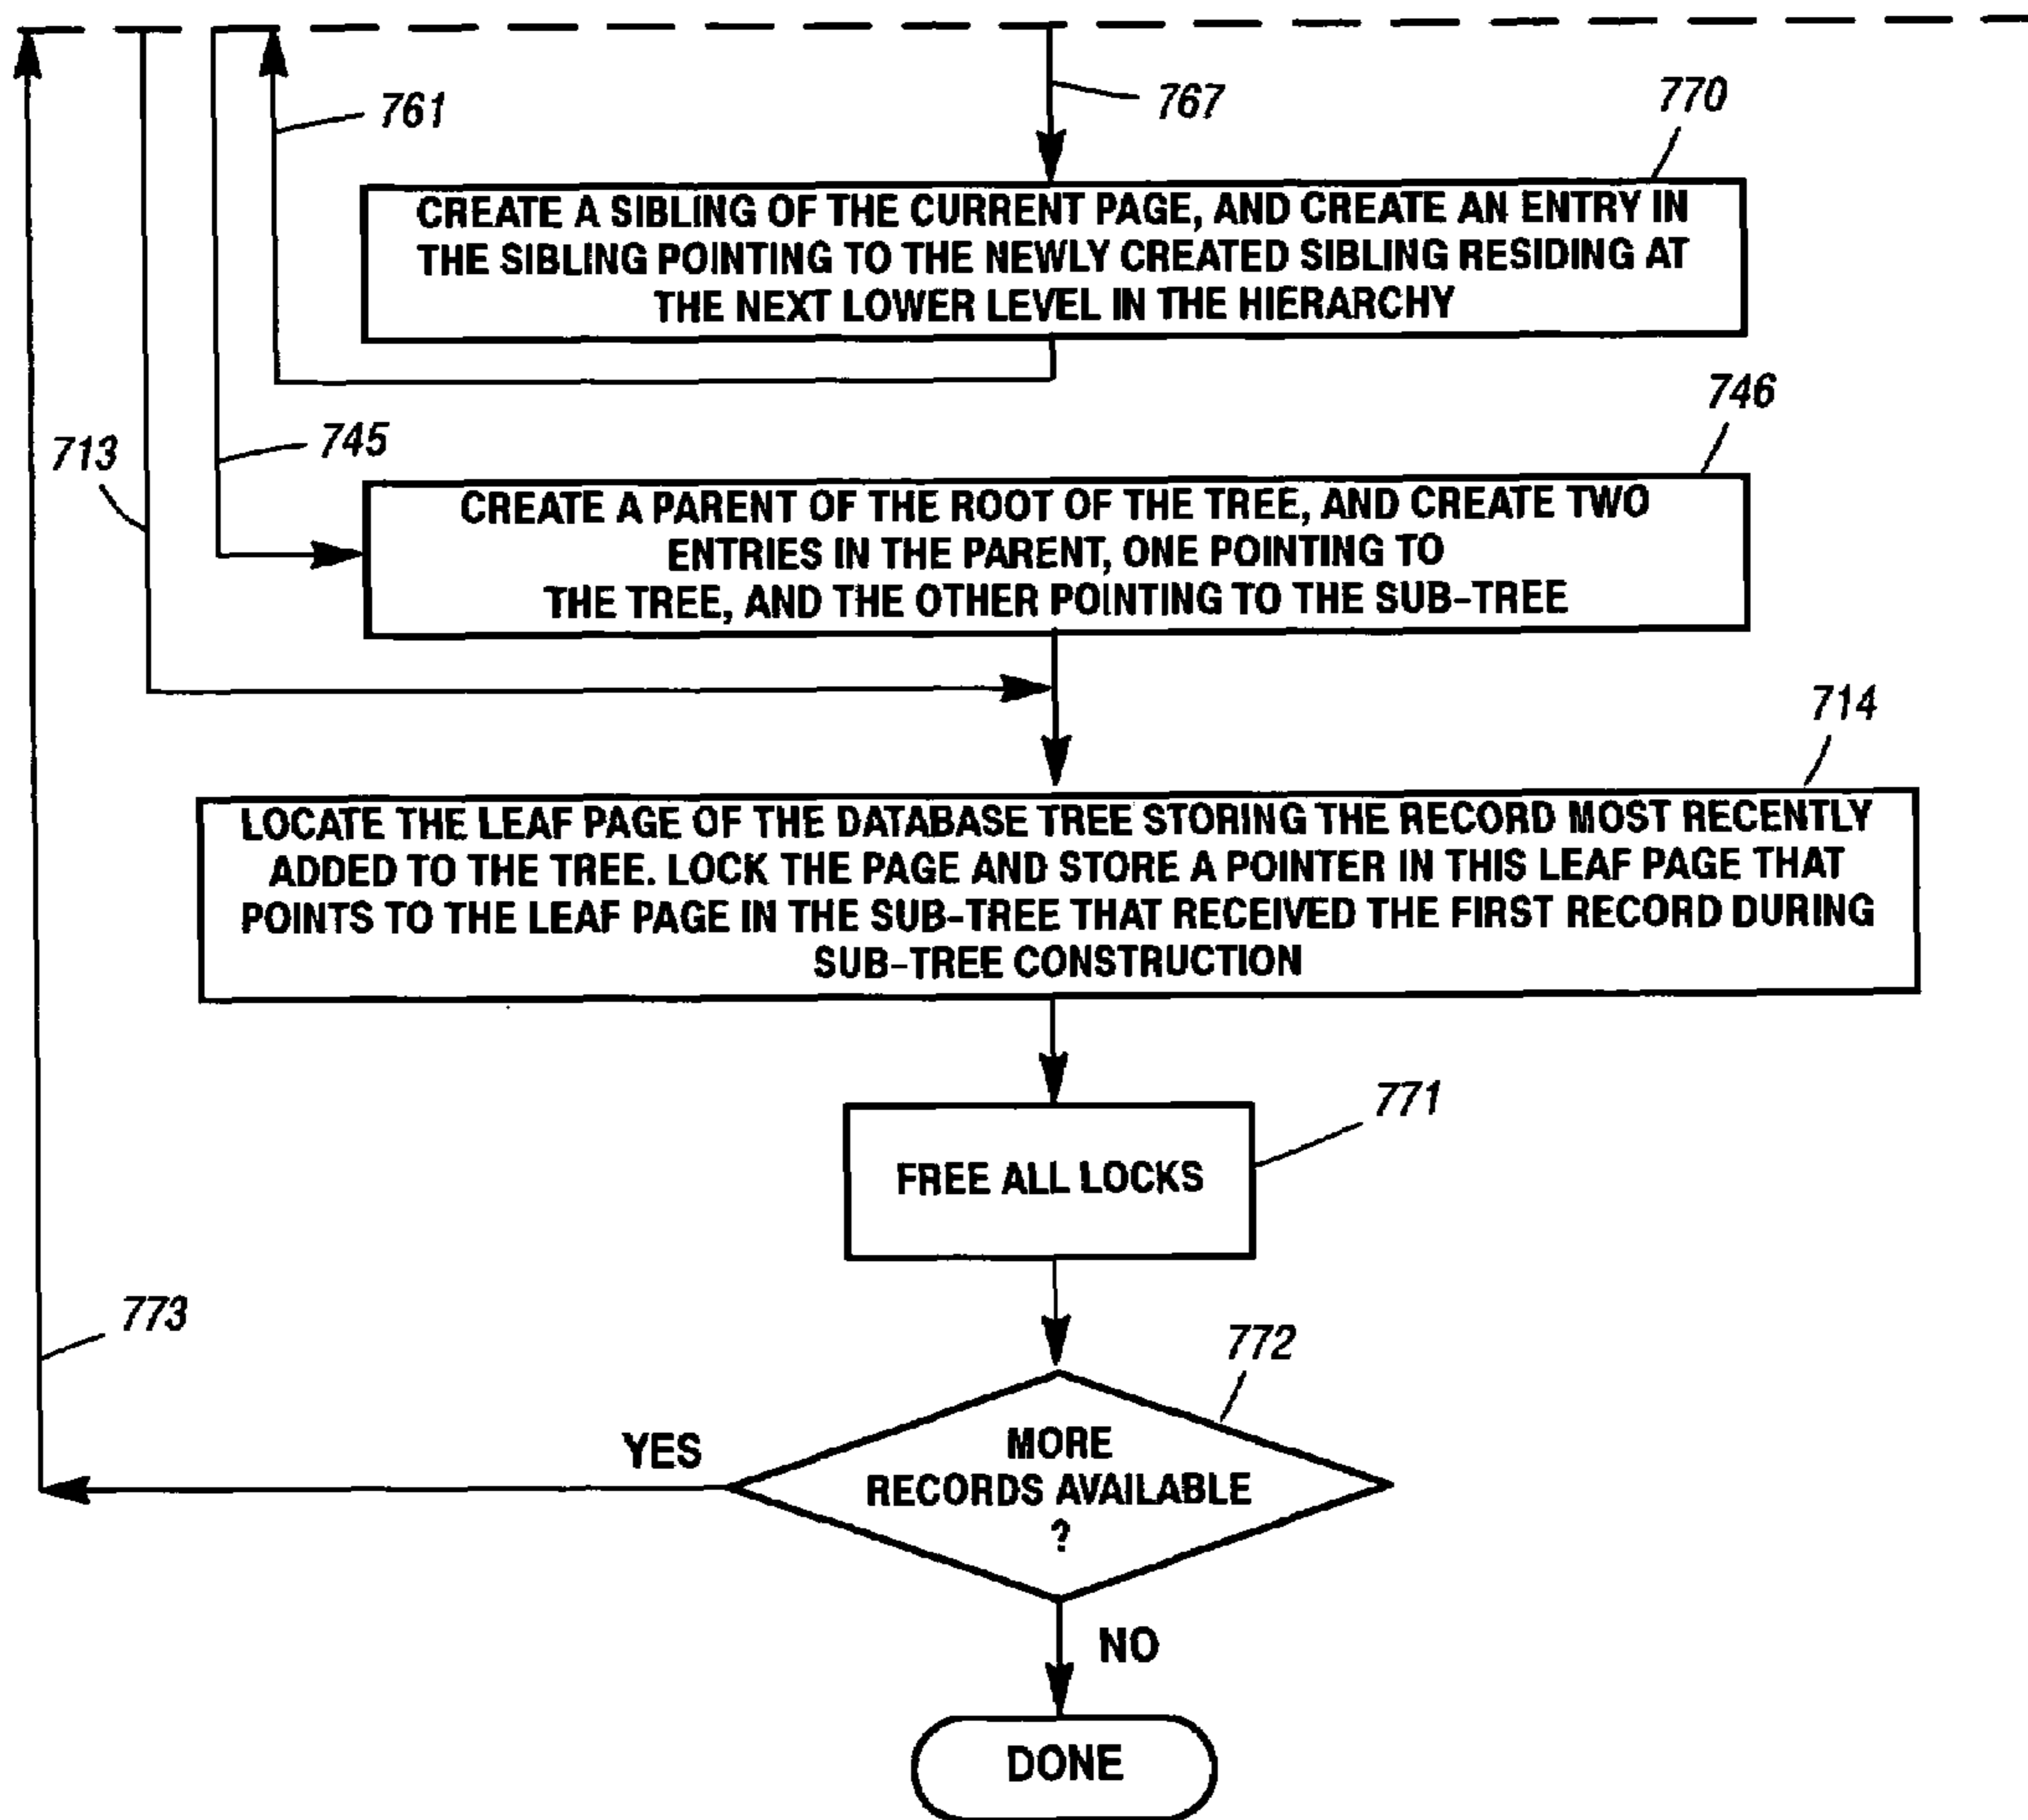 761
767
770
CREATE A SIBLING OF THE CURRENT PAGE, AND CREATE AN ENTRY IN
THE SIBLING POINTING TO THE NEWLY CREATED SIBLING RESIDING AT
THE NEXT LOWER LEVEL IN THE HIERARCHY
746
713
745
CREATE A PARENT OF THE ROOT OF THE TREE, AND CREATE TWO
ENTRIES IN THE PARENT, ONE POINTING TO
THE TREE, AND THE OTHER POINTING TO THE SUB-TREE
714
LOCATE THE LEAF PAGE OF THE DATABASE TREE STORING THE RECORD MOST RECENTLY
ADDED TO THE TREE. LOCK THE PAGE AND STORE A POINTER IN THIS LEAF PAGE THAT
POINTS TO THE LEAF PAGE IN THE SUB-TREE THAT RECEIVED THE FIRST RECORD DURING
SUB-TREE CONSTRUCTION
771
FREE ALL LOCKS
773
772
YES
MORE
RECORDS AVAILABLE
?
NO
DONE